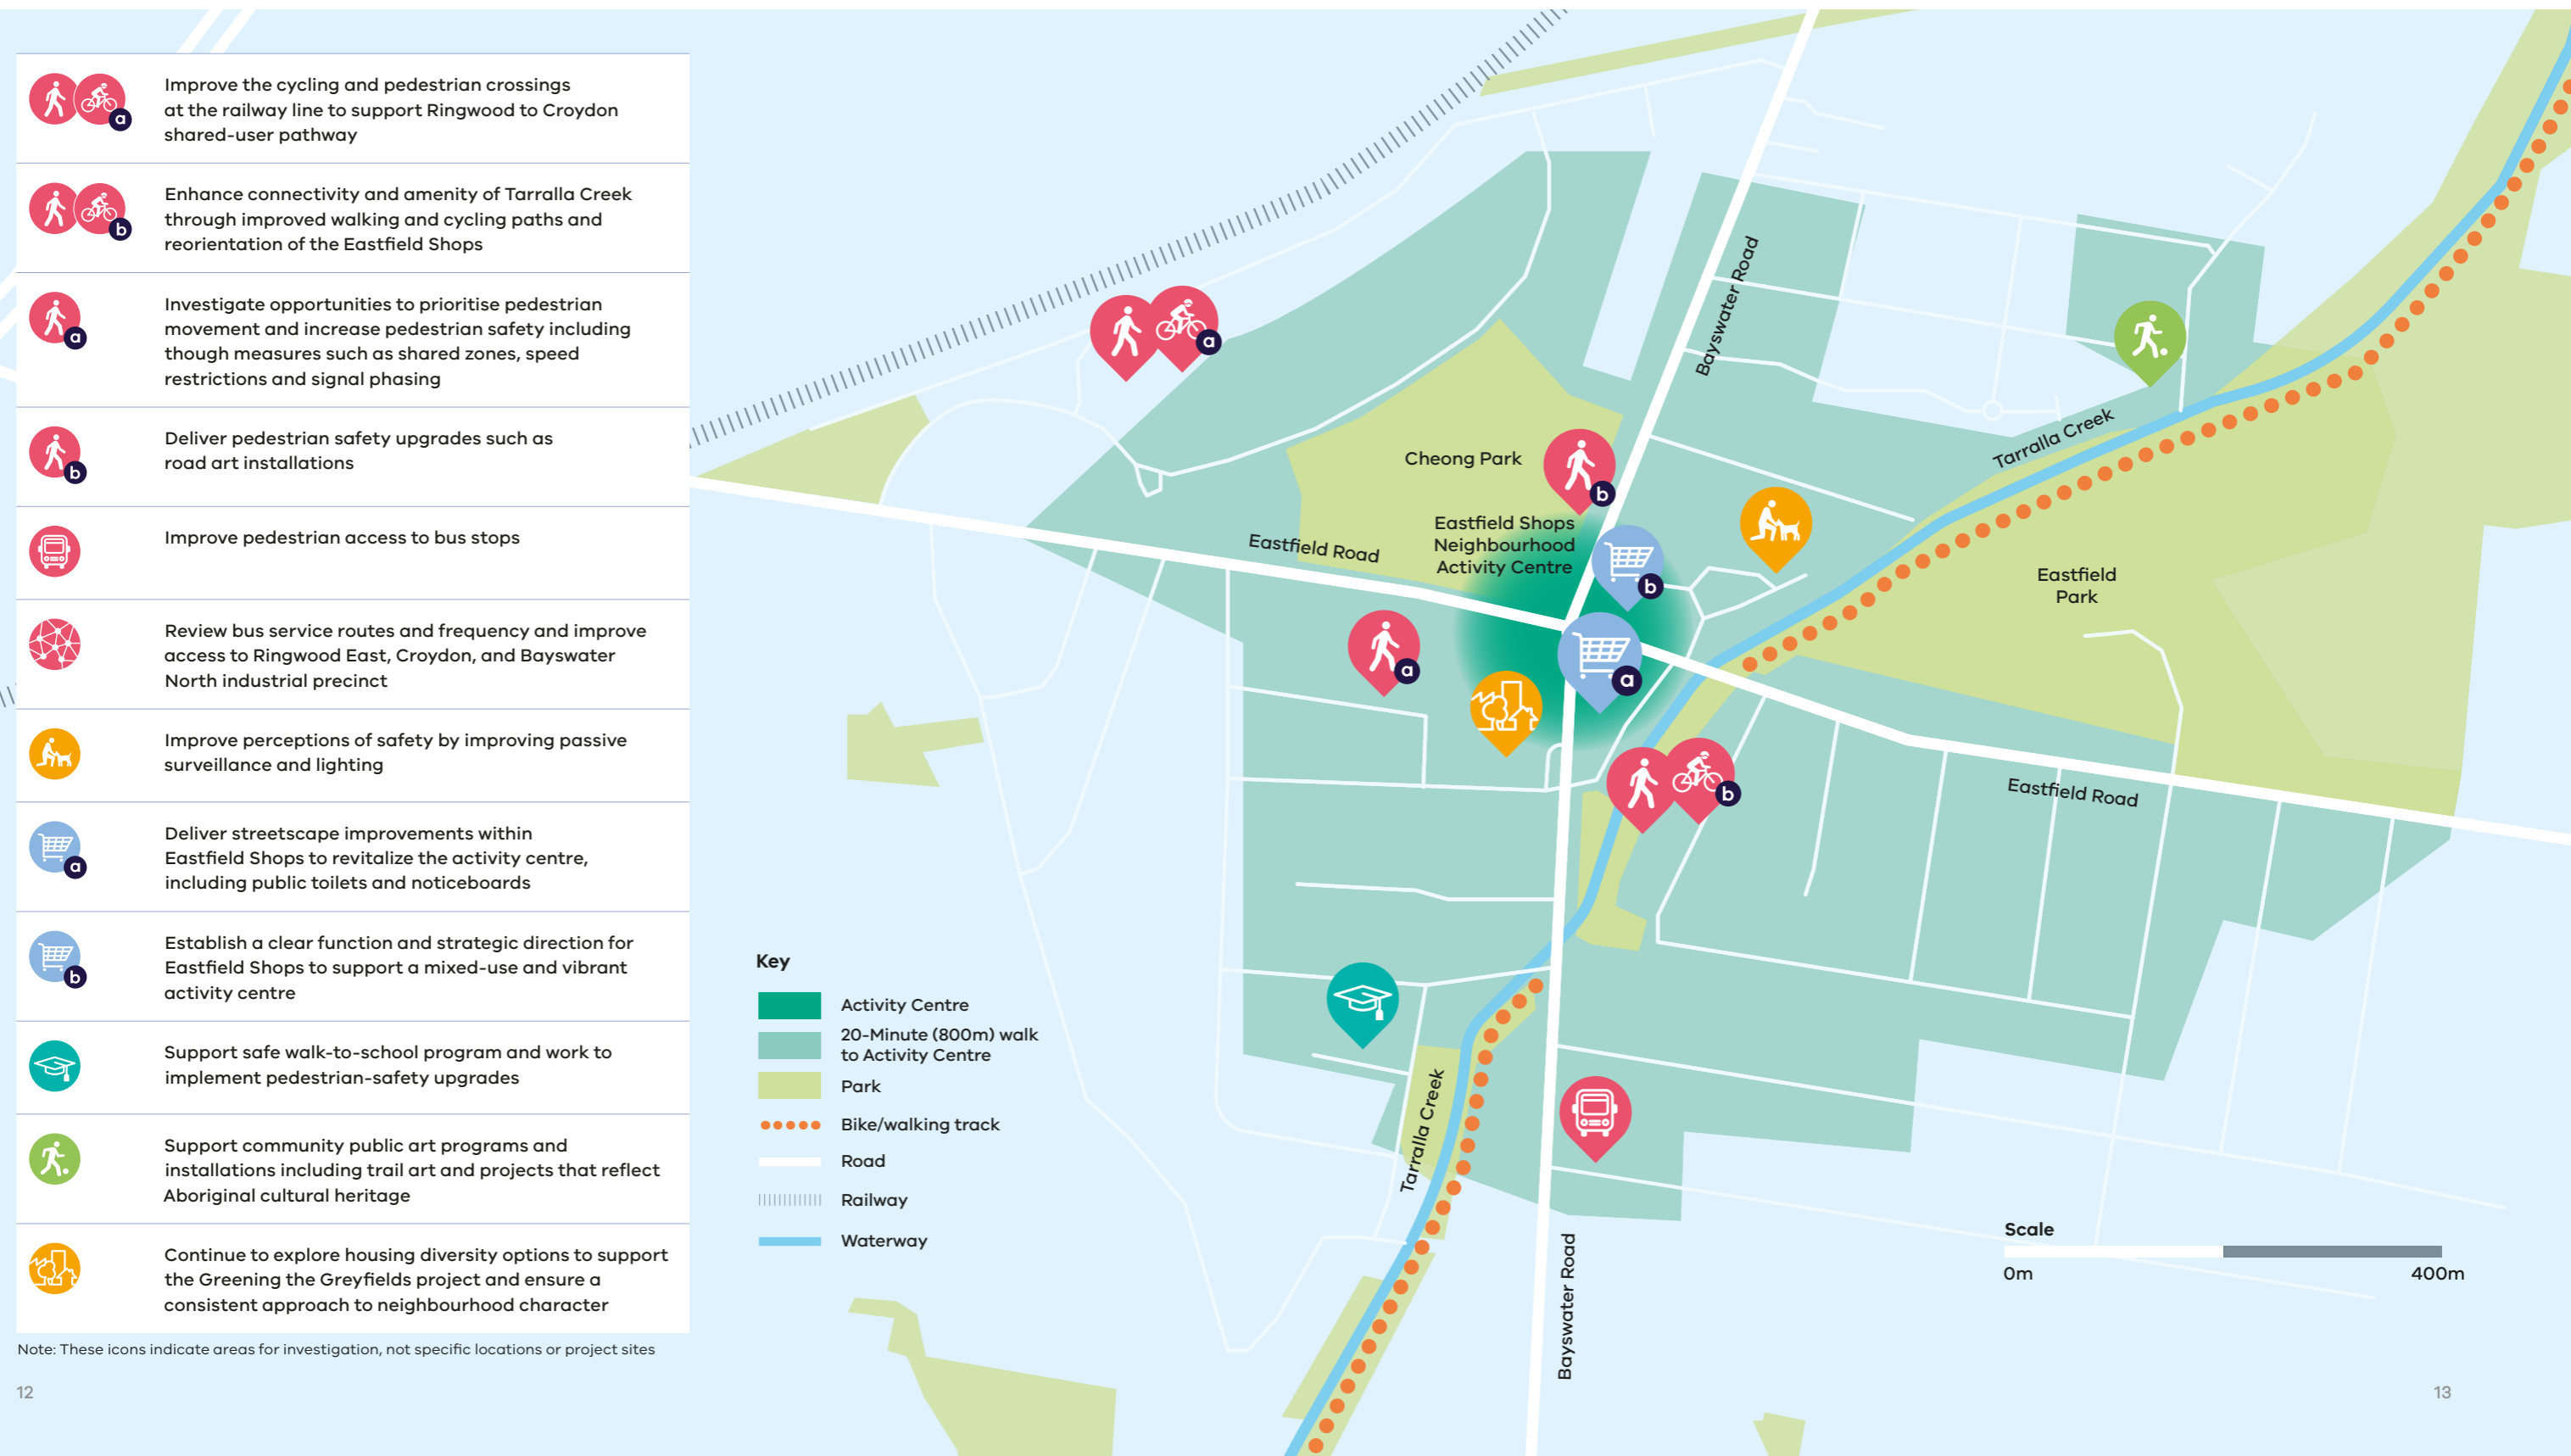 Improve the cycling and pedestrian crossings
at the railway line to support Ringwood to Croydon
shared-user pathway
a
Enhance connectivity and amenity of Tarralla Creek
through improved walking and cycling paths and
reorientation of the Eastfield Shops
b
Investigate opportunities to prioritise pedestrian
movement and increase pedestrian safety including
though measures such as shared zones, speed
restrictions and signal phasing
a
Deliver pedestrian safety upgrades such as
road art installations
b
Improve pedestrian access to bus stops
Review bus service routes and frequency and improve
access to Ringwood East, Croydon, and Bayswater
North industrial precinct
Improve perceptions of safety by improving passive
surveillance and lighting
Deliver streetscape improvements within
Eastfield Shops to revitalize the activity centre,
including public toilets and noticeboards
a
Establish a clear function and strategic direction for
Eastfield Shops to support a mixed-use and vibrant
activity centre
b
Support safe walk-to-school program and work to
implement pedestrian-safety upgrades
Support community public art programs and
installations including trail art and projects that reflect
Aboriginal cultural heritage
Continue to explore housing diversity options to support
the Greening the Greyfields project and ensure a
consistent approach to neighbourhood character
Note: These icons indicate areas for investigation, not specific locations or project sites
12
a
Bayswater Road
Tarralla Creek
Cheong Park
b
Eastfield Shops
Neighbourhood
Activity Centre
Eastfield Road
b
Eastfield
Park
a
a
b
Eastfield Road
Tarralla Creek
Bayswater Road
Key
Activity Centre
20-Minute (800m) walk
to Activity Centre
Park
Bike/walking track
Road
Railway
Waterway
Scale
0m
400m
13